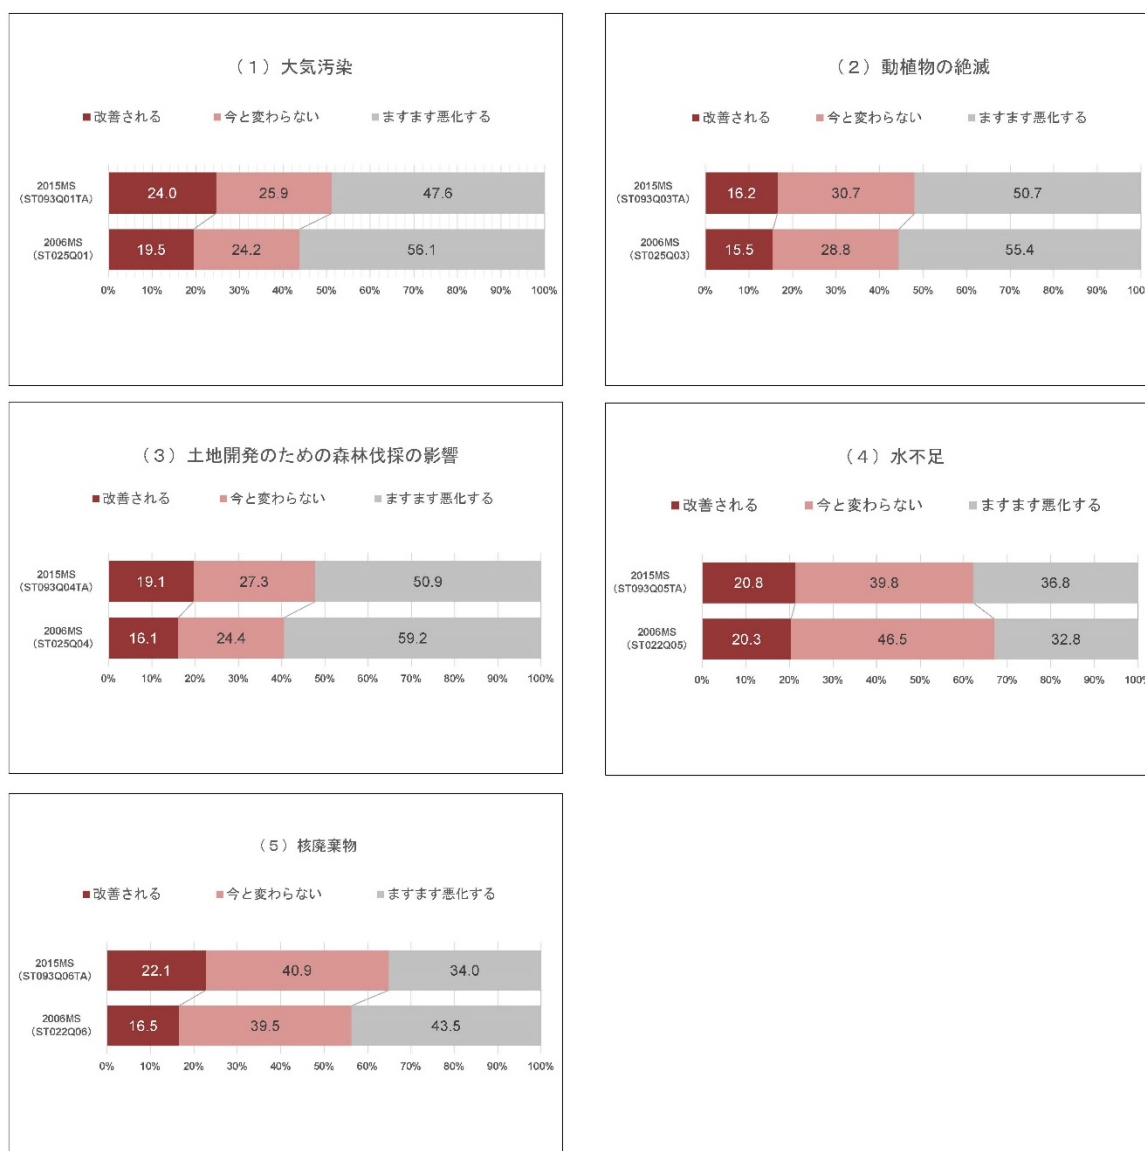 （１）大気汚染
■改善される ■今と変わらない ■ますます悪化する
2015MS
(ST093Q01TA)
24.0 25.9 47.6
2006MS
(ST025Q01)
19.5 24.2 56.1
0% 10% 20% 30% 40% 50% 60% 70% 80% 90% 100%
（２）動植物の絶滅
■改善される ■今と変わらない ■ますます悪化する
2015MS
(ST093Q03TA)
16.2 30.7 50.7
2006MS
(ST025Q03)
15.5 28.8 55.4
0% 10% 20% 30% 40% 50% 60% 70% 80% 90% 100%
（３）土地開発のための森林伐採の影響
■改善される ■今と変わらない ■ますます悪化する
2015MS
(ST093Q04TA)
19.1 27.3 50.9
2006MS
(ST025Q04)
16.1 24.4 59.2
0% 10% 20% 30% 40% 50% 60% 70% 80% 90% 100%
（４）水不足
■改善される ■今と変わらない ■ますます悪化する
2015MS
(ST093Q05TA)
20.8 39.8 36.8
2006MS
(ST022Q05)
20.3 46.5 32.8
0% 10% 20% 30% 40% 50% 60% 70% 80% 90% 100%
（５）核廃棄物
■改善される ■今と変わらない ■ますます悪化する
2015MS
(ST093Q06TA)
22.1 40.9 34.0
2006MS
(ST022Q06)
16.5 39.5 43.5
0% 10% 20% 30% 40% 50% 60% 70% 80% 90% 100%